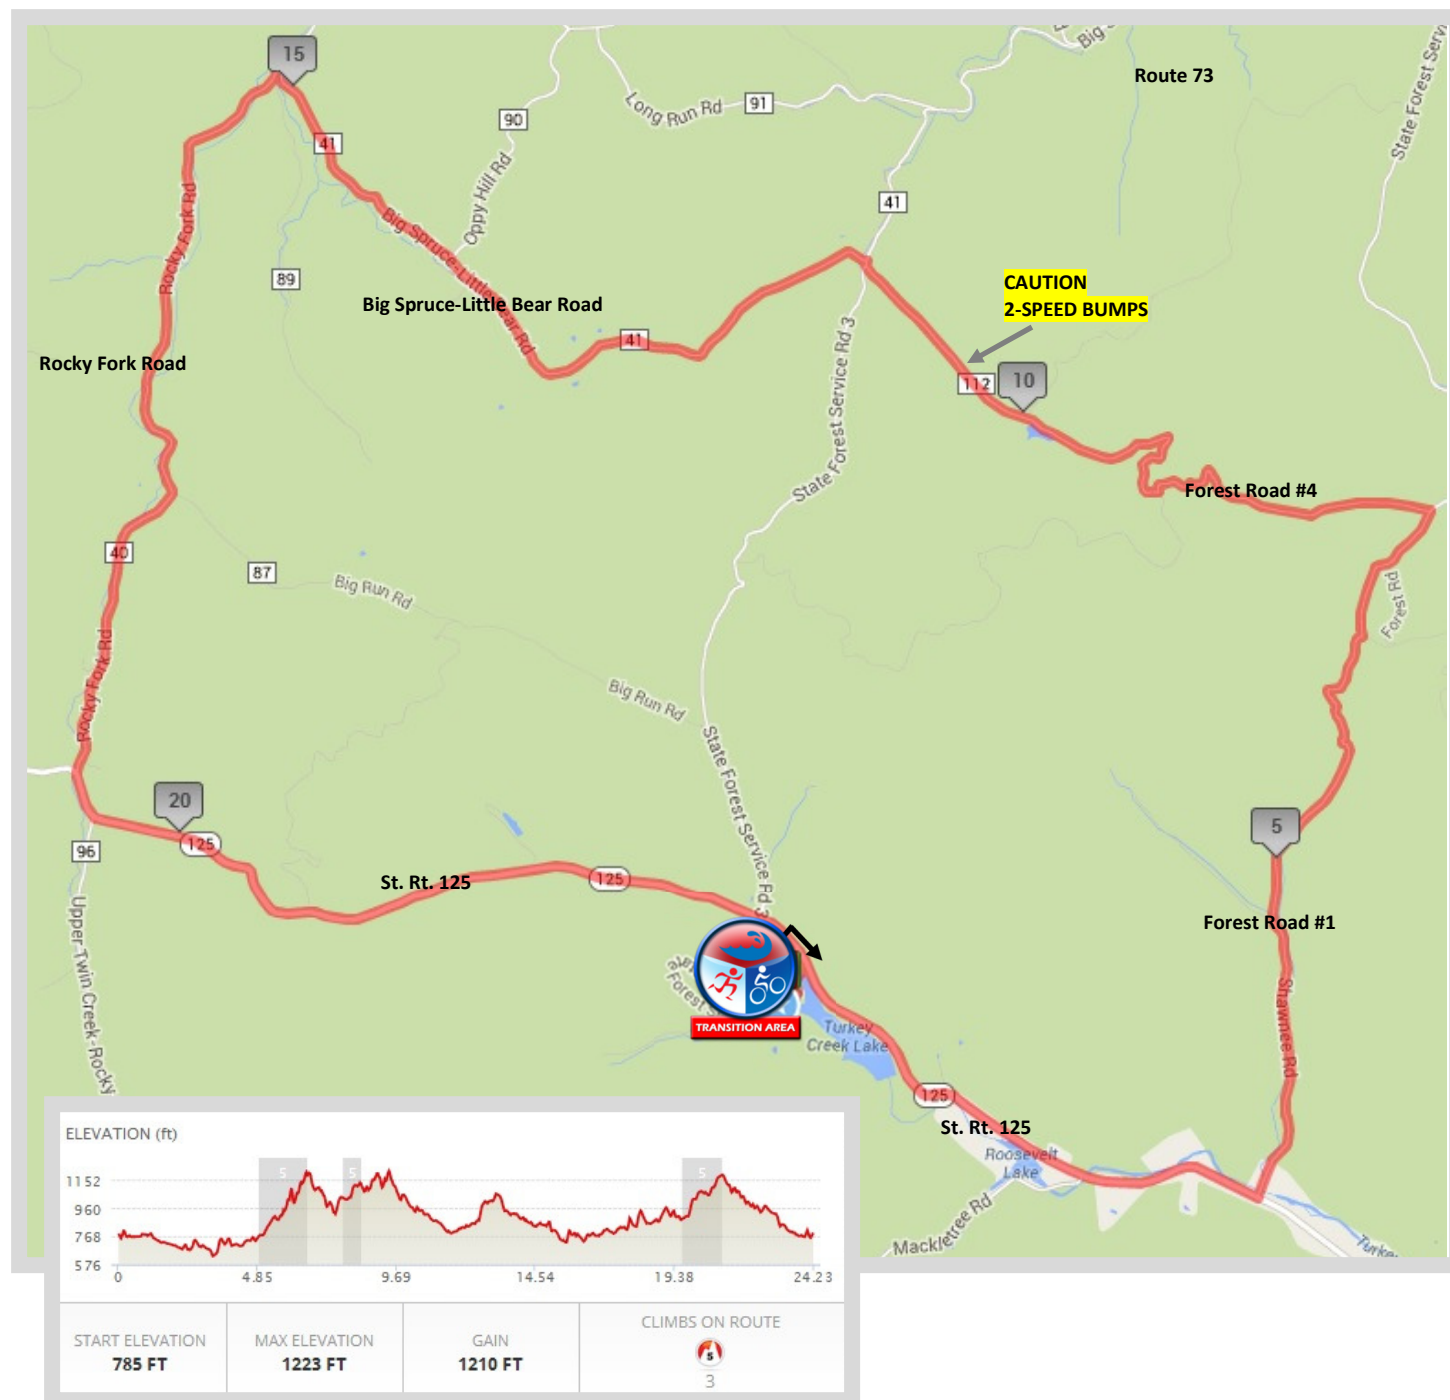 15
Big
Route 73
State Forest Serv
90
Long Run Rd
91
41
Oppy Hill Rd
41
Rocky Fork Rd
Big Spruce-Little Bear Rd
89
CAUTION
2-SPEED BUMPS
Big Spruce-Little Bear Road
41
Rocky Fork Road
State Forest Service Rd 3
112
10
Forest Road #4
40
87
Big Run Rd
Forest Rd
Rocky Fork Rd
Big Run Rd
State Forest Service Rd 3
20
5
125
96
St. Rt. 125
125
Forest Road #1
Upper Twin Creek-Rocky
Forest S
TRANSITION AREA
Turkey
Creek Lake
Shawnee Rd
125
St. Rt. 125
Roosevelt
Lake
Mackletree Rd
Turke
ELEVATION (ft)
5 5 5
1152
960
768
576
0 4.85 9.69 14.54 19.38 24.23
START ELEVATION
785 FT
MAX ELEVATION
1223 FT
GAIN
1210 FT
CLIMBS ON ROUTE
5
3